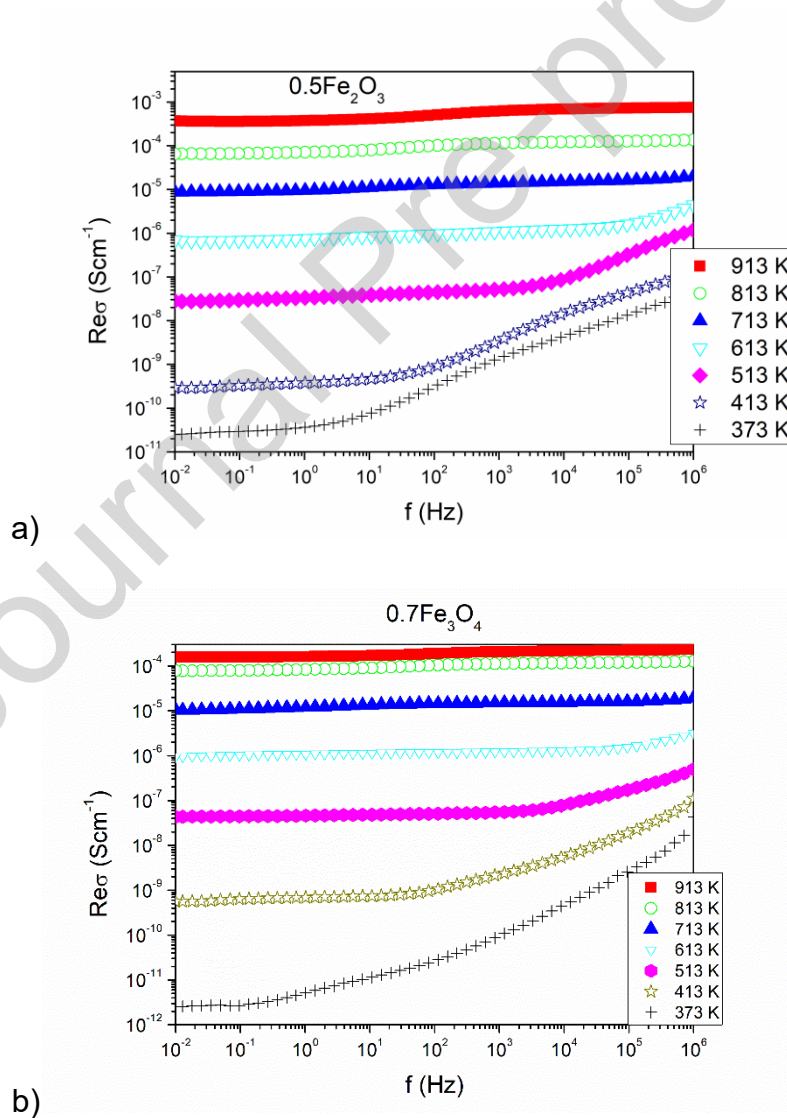 Journal Pre-pro
0.5Fe₂O₃
10⁻³
10⁻⁴
10⁻⁵
10⁻⁶
10⁻⁷
10⁻⁸
10⁻⁹
10⁻¹⁰
10⁻¹¹
Reσ (Scm⁻¹)
913 K
813 K
713 K
613 K
513 K
413 K
373 K
10⁻² 10⁻¹ 10⁰ 10¹ 10² 10³ 10⁴ 10⁵ 10⁶
f (Hz)
a)
0.7Fe₃O₄
10⁻⁴
10⁻⁵
10⁻⁶
10⁻⁷
10⁻⁸
10⁻⁹
10⁻¹⁰
10⁻¹¹
10⁻¹²
Reσ (Scm⁻¹)
913 K
813 K
713 K
613 K
513 K
413 K
373 K
10⁻² 10⁻¹ 10⁰ 10¹ 10² 10³ 10⁴ 10⁵ 10⁶
f (Hz)
b)